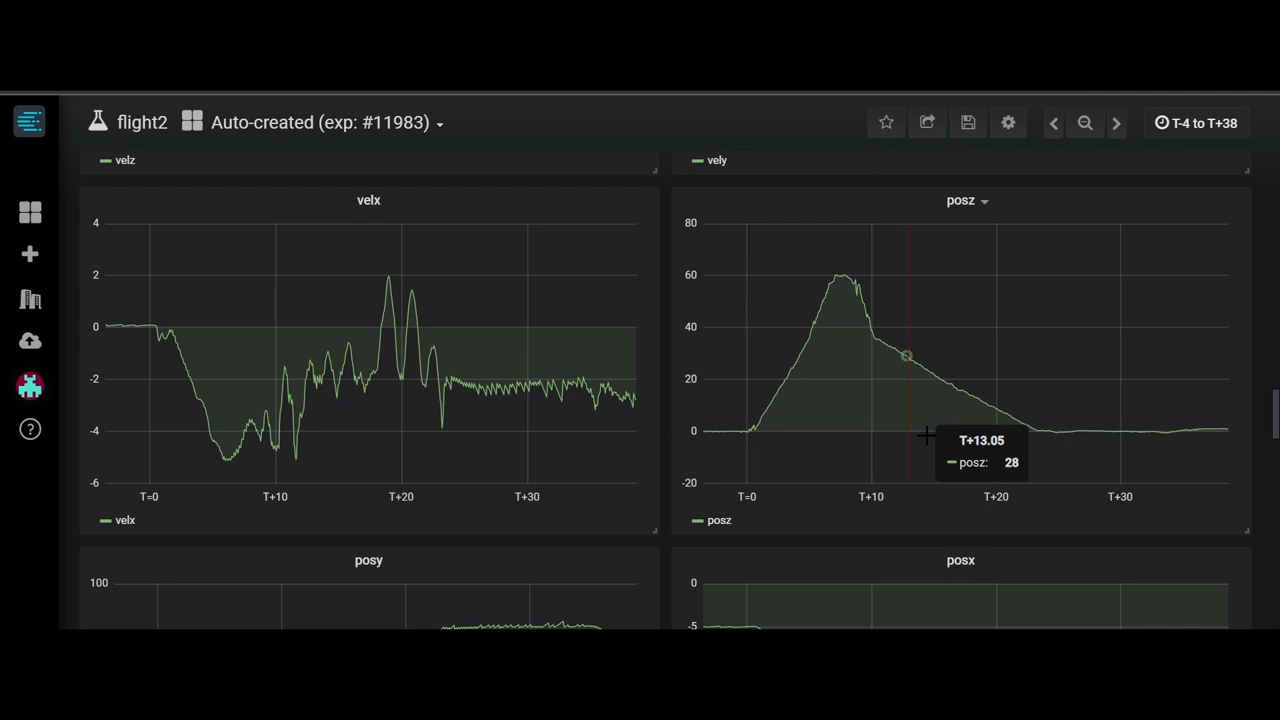 flight2 Auto-created (exp: #11983)
T-4 to T+38
velz
vely
velx
4
2
0
-2
-4
-6
T=0 T+10 T+20 T+30
velx
posz
80
60
40
20
0
-20
T+13.05
posz: 28
T=0 T+10 T+20 T+30
posz
posy
100
posx
0
-5
?